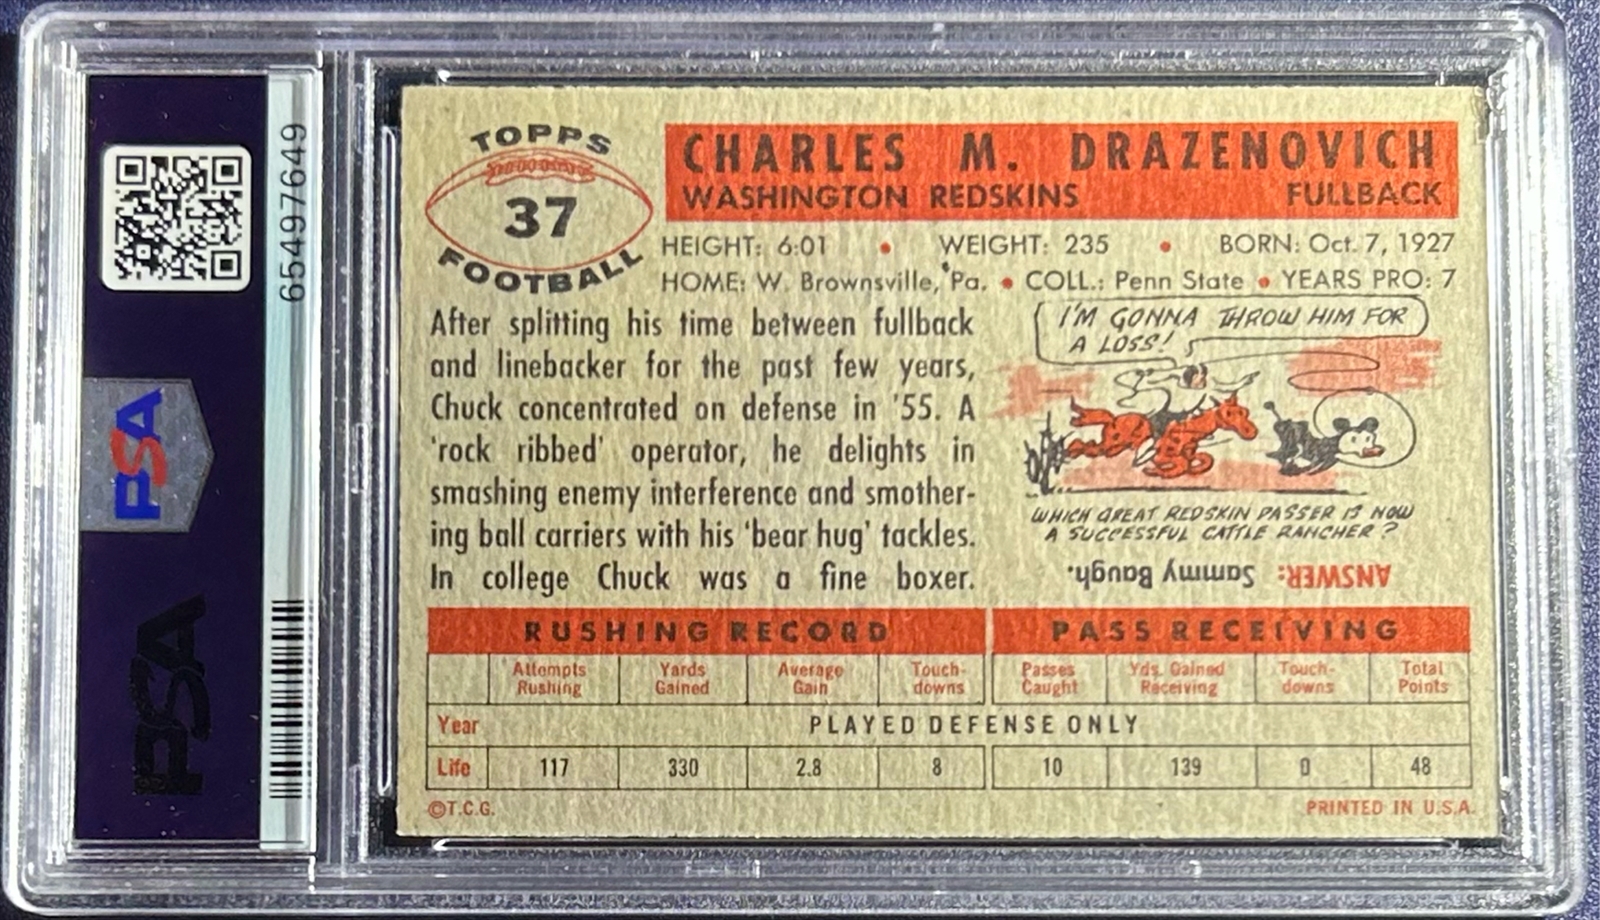 65497649
PSA
PSA
TOPPS
37
FOOTBALL
CHARLES M. DRAZENOVICH
WASHINGTON REDSKINS FULLBACK
HEIGHT: 6:01 • WEIGHT: 235 • BORN: Oct. 7, 1927
HOME: W. Brownsville, Pa. • COLL.: Penn State • YEARS PRO: 7
After splitting his time between fullback
and linebacker for the past few years,
Chuck concentrated on defense in '55. A
'rock ribbed' operator, he delights in
smashing enemy interference and smother-
ing ball carriers with his 'bear hug' tackles.
In college Chuck was a fine boxer.
I'M GONNA THROW HIM FOR
A LOSS!
WHICH GREAT REDSKIN PASSER IS NOW
A SUCCESSFUL CATTLE RANCHER?
ANSWER: Sammy Baugh.
RUSHING RECORD PASS RECEIVING
Attempts Rushing Yards Gained Average Gain Touch-downs Passes Caught Yds. Gained Receiving Touch-downs Total Points
Year PLAYED DEFENSE ONLY
Life 117 330 2.8 8 10 139 0 48
©T.C.G. PRINTED IN U.S.A.